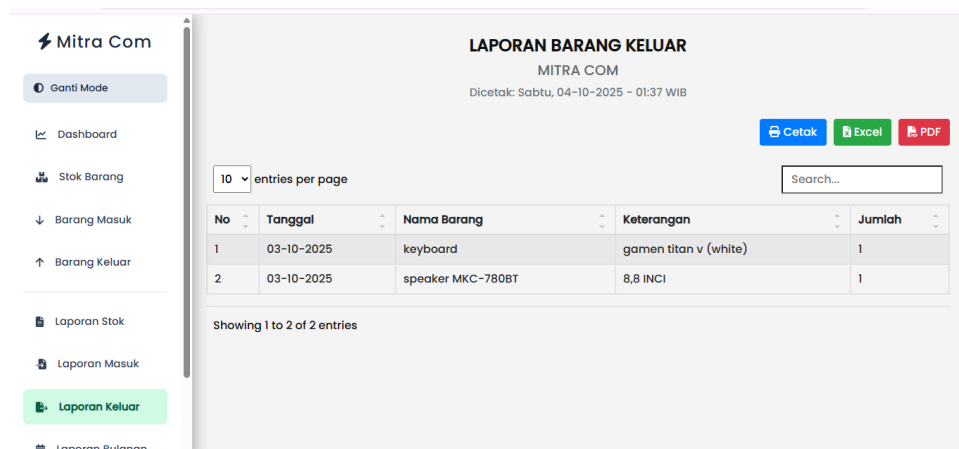 Mitra Com
Ganti Mode
Dashboard
Stok Barang
Barang Masuk
Barang Keluar
Laporan Stok
Laporan Masuk
Laporan Keluar
Laporan Bulanan
LAPORAN BARANG KELUAR
MITRA COM
Dicetak: Sabtu, 04-10-2025 - 01:37 WIB
Cetak Excel PDF
10 entries per page Search...
No Tanggal Nama Barang Keterangan Jumlah
1 03-10-2025 keyboard gamen titan v (white) 1
2 03-10-2025 speaker MKC-780BT 8,8 INCI 1
Showing 1 to 2 of 2 entries